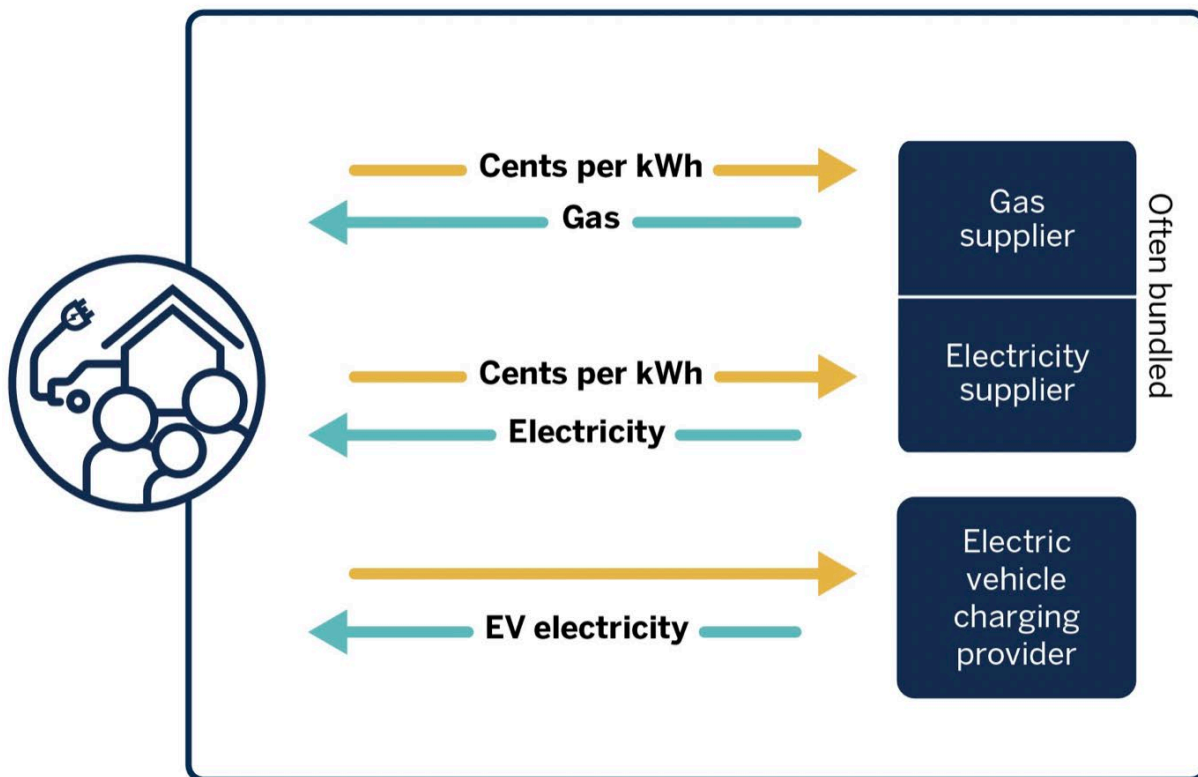 Cents per kWh
Gas
Gas
supplier
Often bundled
Cents per kWh
Electricity
Electricity
supplier
EV electricity
Electric
vehicle
charging
provider